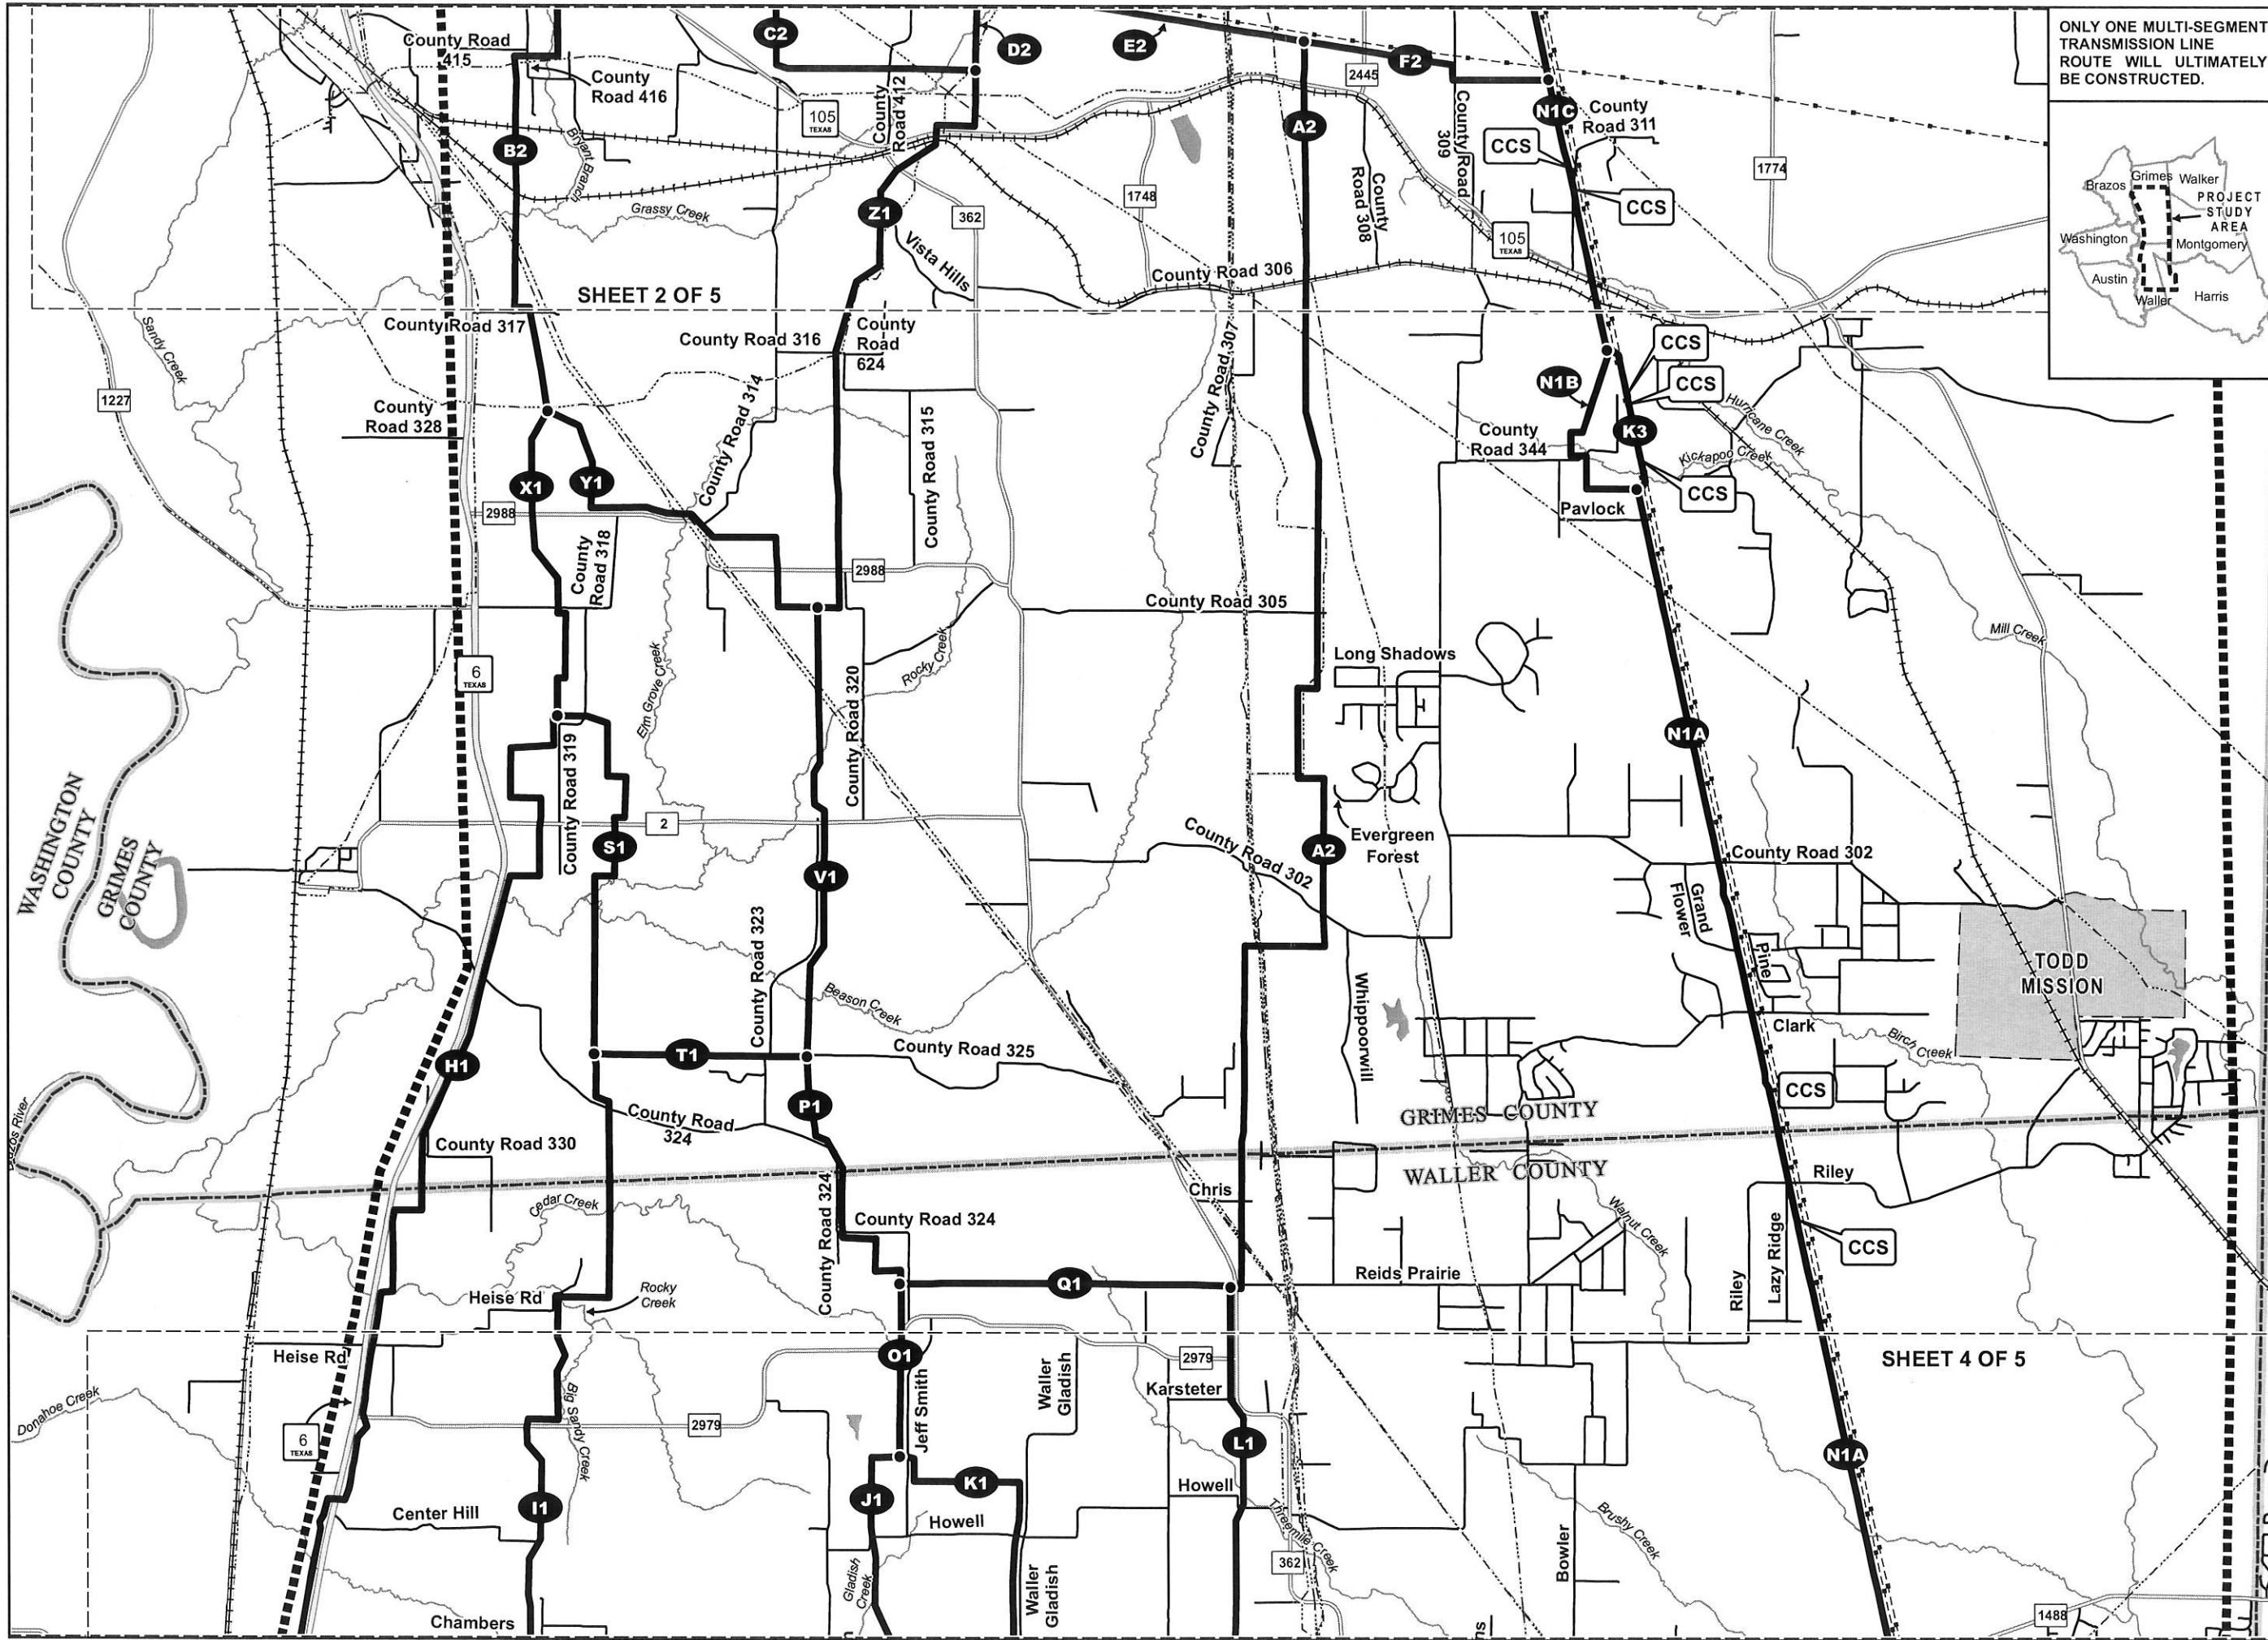 ONLY ONE MULTI-SEGMENT
TRANSMISSION LINE
ROUTE WILL ULTIMATELY
BE CONSTRUCTED.
Brazos
Grimes
Walker
PROJECT
STUDY
AREA
Washington
Montgomery
Austin
Waller
Harris
County Road
415
County
Road 416
C2
D2
E2
F2
2445
County
Road 412
105
TEXAS
B2
Bryant Branch
Grassy Creek
Z1
362
Vista Hills
1748
A2
County
Road 308
County Road
309
N1C
County
Road 311
CCS
CCS
1774
105
TEXAS
County Road 306
SHEET 2 OF 5
County Road 317
Sandy Creek
County Road 316
County
Road
624
County Road 307
CCS
CCS
N1B
1227
County
Road 328
County Road 314
County Road 315
County
Road 344
K3
Hurricane Creek
Kickapoo Creek
CCS
X1
Y1
2988
Pavlock
County
Road 318
2988
County Road 305
Mill Creek
6
TEXAS
Elm Grove Creek
Rocky Creek
County Road 320
Long Shadows
N1A
WASHINGTON
COUNTY
GRIMES
COUNTY
County Road 319
2
S1
V1
County Road 302
A2
Evergreen
Forest
County Road 302
Grand
Flower
Pine
TODD
MISSION
County Road 323
Beason Creek
Whippoorwill
Clark
Birch Creek
H1
T1
County Road 325
CCS
P1
County Road
324
GRIMES COUNTY
WALLER COUNTY
County Road 330
Riley
Chris
Cedar Creek
County Road 324
County Road 324
Walnut Creek
Lazy Ridge
Riley
CCS
Heise Rd
Rocky
Creek
Q1
Reids Prairie
Heise Rd
O1
2979
SHEET 4 OF 5
Donahoe Creek
6
TEXAS
Big Sandy Creek
2979
Jeff Smith
Waller
Gladish
Karsteter
L1
N1A
J1
K1
Howell
I1
Center Hill
Howell
Threemile Creek
362
Brushy Creek
Bowler
Gladish
Creek
Waller
Gladish
Chambers
1488